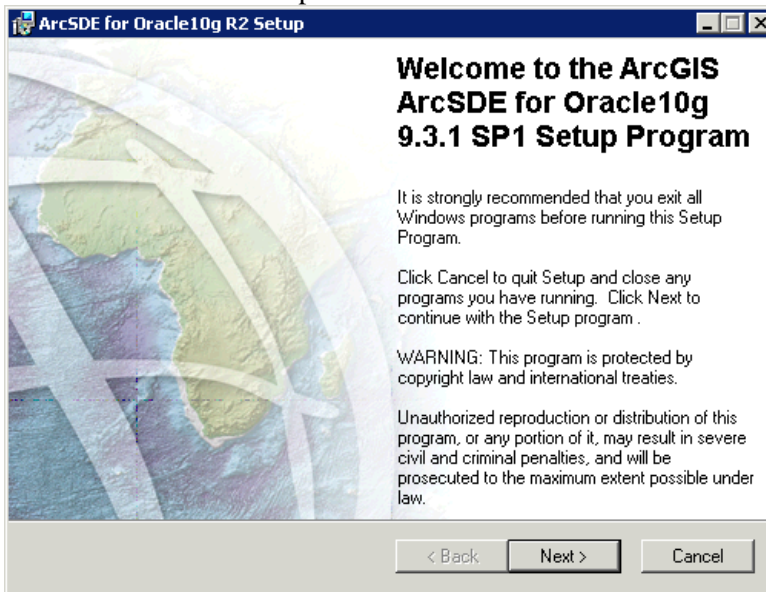 ArcSDE for Oracle10g R2 Setup
Welcome to the ArcGIS
ArcSDE for Oracle10g
9.3.1 SP1 Setup Program
It is strongly recommended that you exit all
Windows programs before running this Setup
Program.
Click Cancel to quit Setup and close any
programs you have running. Click Next to
continue with the Setup program .
WARNING: This program is protected by
copyright law and international treaties.
Unauthorized reproduction or distribution of this
program, or any portion of it, may result in severe
civil and criminal penalties, and will be
prosecuted to the maximum extent possible under
law.
< Back Next > Cancel